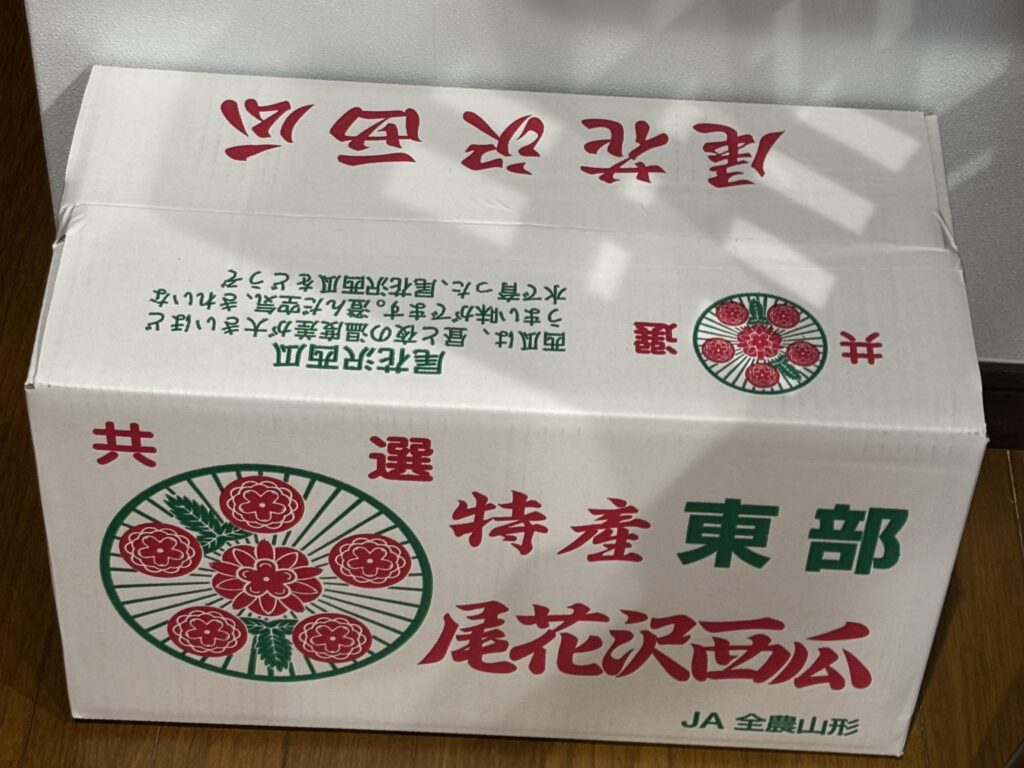 尾花沢西瓜
尾花沢西瓜
西瓜は、昼と夜の温度差が大きいほど
うまい味がでます。澄んだ空気、きれいな
水で育った、尾花沢西瓜をどうぞ
共選
共選
特産東部
尾花沢西瓜
JA 全農山形